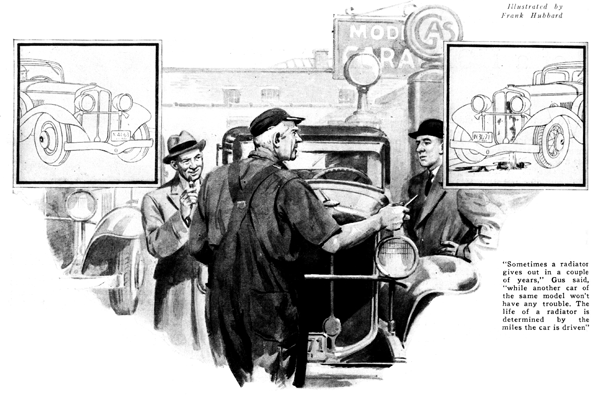 Illustrated by
Frank Hubbard
MOD
GAS
GARA
"Sometimes a radiator
gives out in a couple
of years," Gus said,
"while another car of
the same model won't
have any trouble. The
life of a radiator is
determined by the
miles the car is driven"